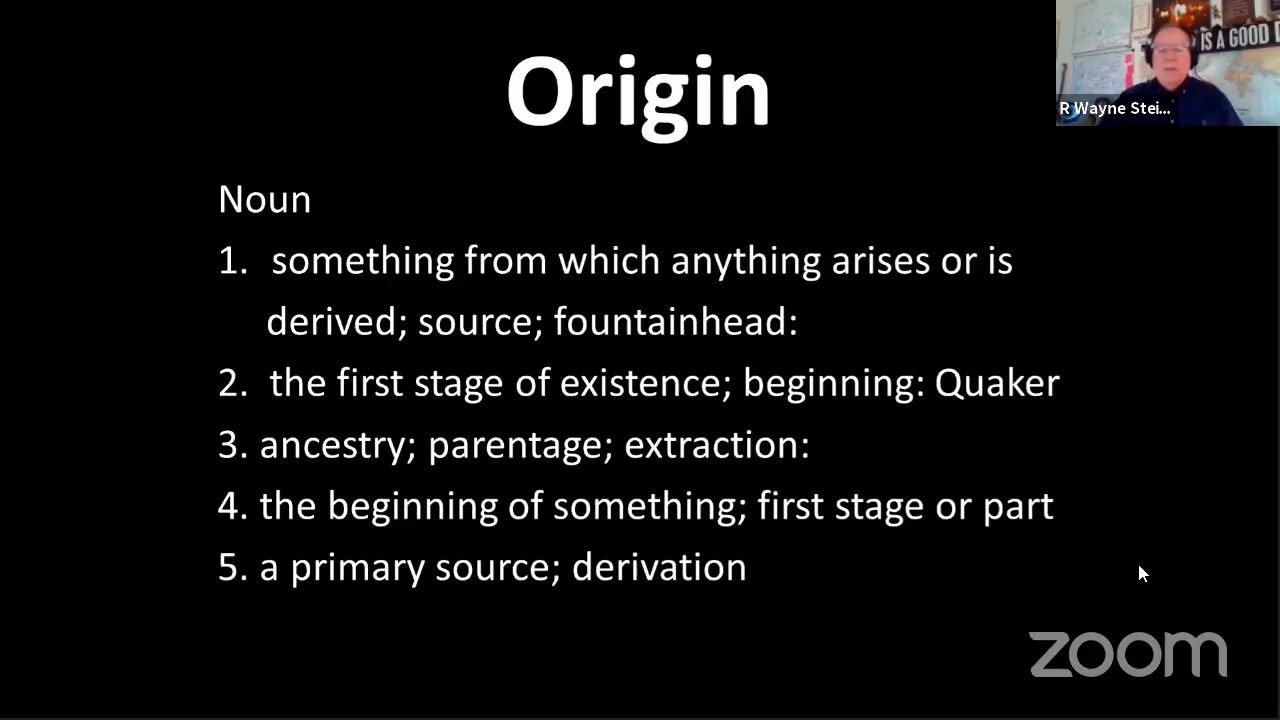 Origin
IS A GOOD
R Wayne Stei...
Noun
1. something from which anything arises or is
derived; source; fountainhead:
2. the first stage of existence; beginning: Quaker
3. ancestry; parentage; extraction:
4. the beginning of something; first stage or part
5. a primary source; derivation
zoom